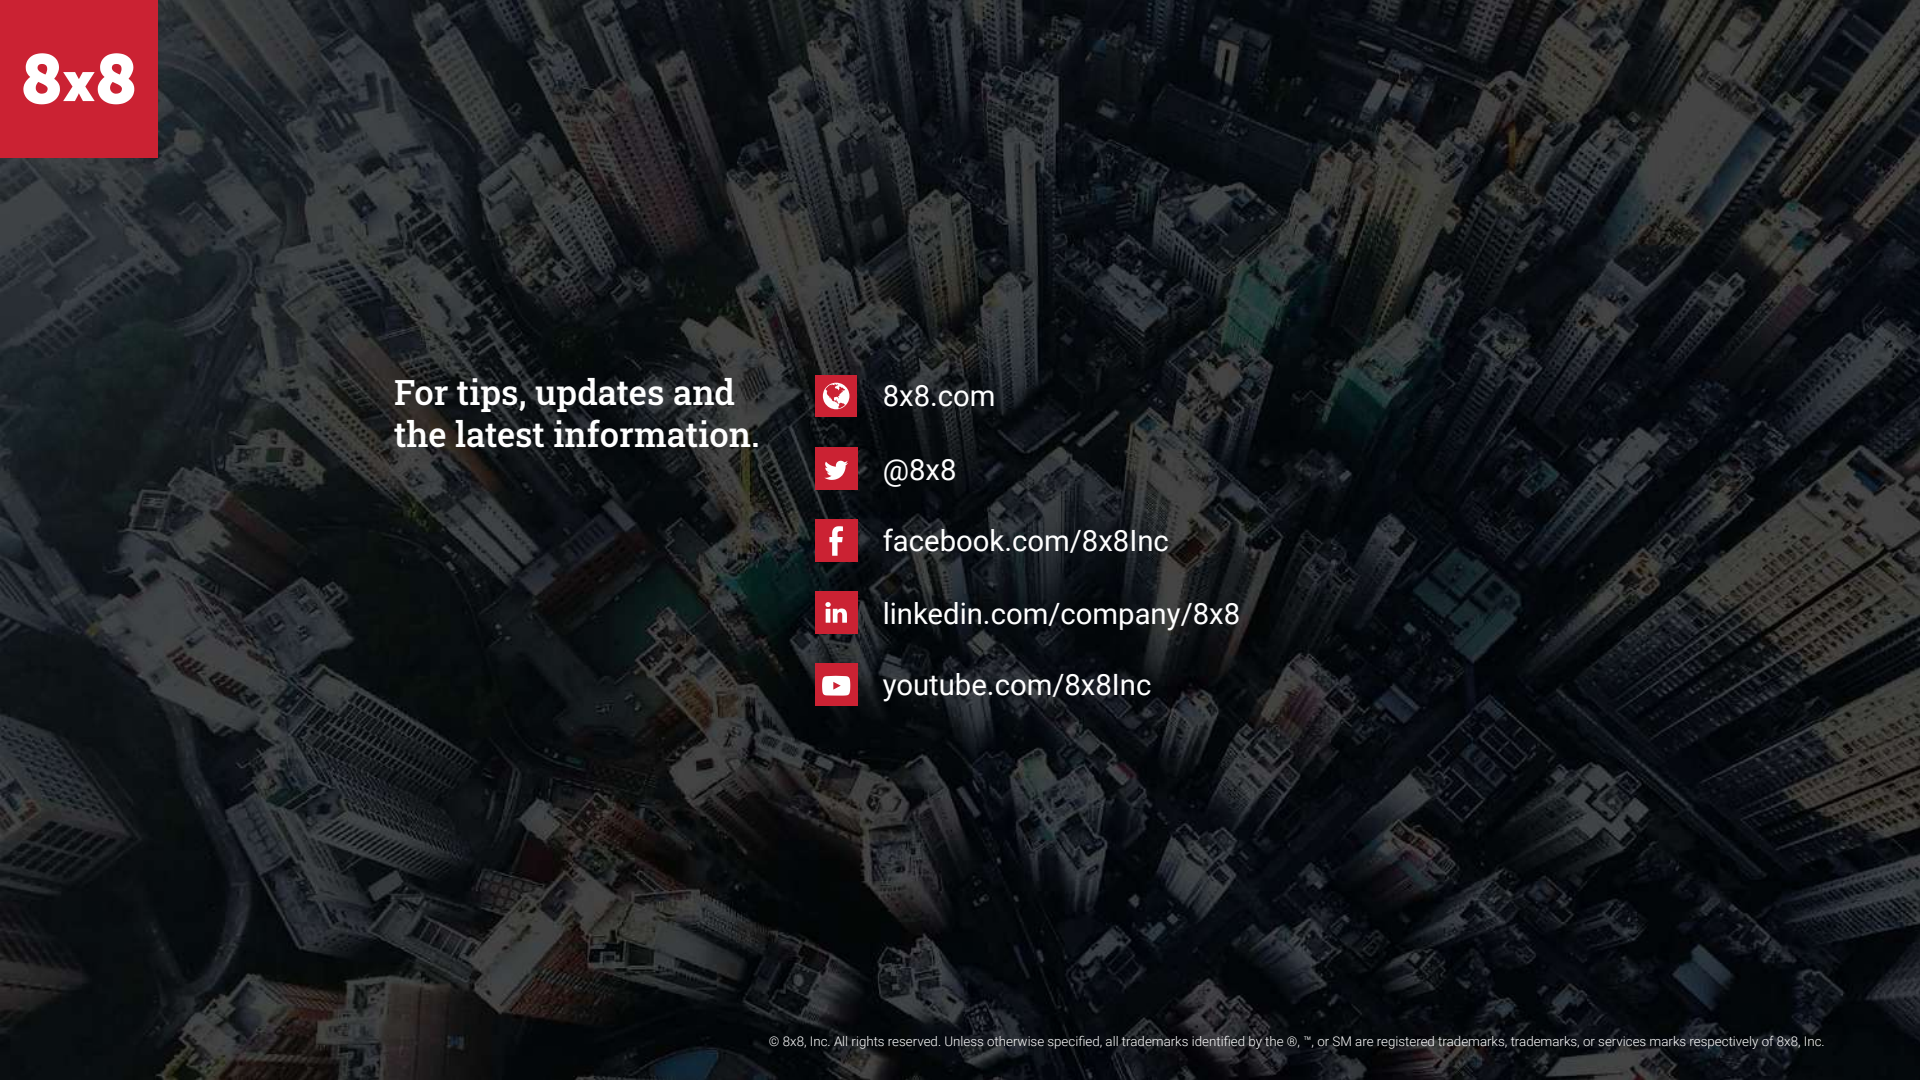 8x8
For tips, updates and
the latest information.
8x8.com
@8x8
facebook.com/8x8Inc
linkedin.com/company/8x8
youtube.com/8x8Inc
© 8x8, Inc. All rights reserved. Unless otherwise specified, all trademarks identified by the ®, ™, or SM are registered trademarks, trademarks, or services marks respectively of 8x8, Inc.